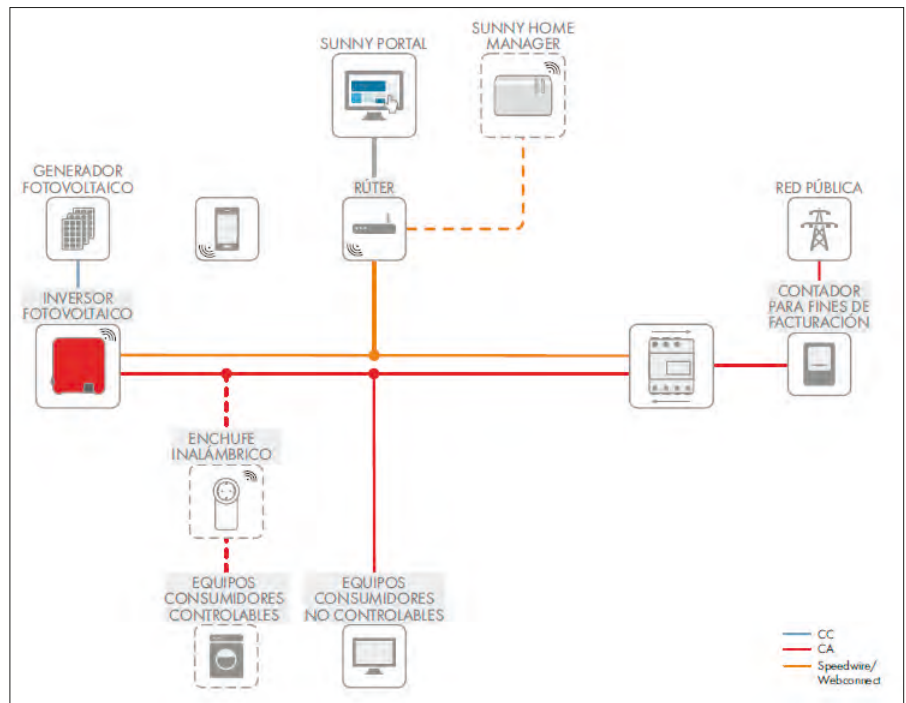 SUNNY PORTAL
SUNNY HOME
MANAGER
GENERADOR
FOTOVOLTAICO
RÚTER
RED PÚBLICA
INVERSOR
FOTOVOLTAICO
CONTADOR
PARA FINES DE
FACTURACIÓN
ENCHUFE
INALÁMBRICO
EQUIPOS
CONSUMIDORES
CONTROLABLES
EQUIPOS
CONSUMIDORES
NO CONTROLABLES
CC
CA
Speedwire/
Webconnect